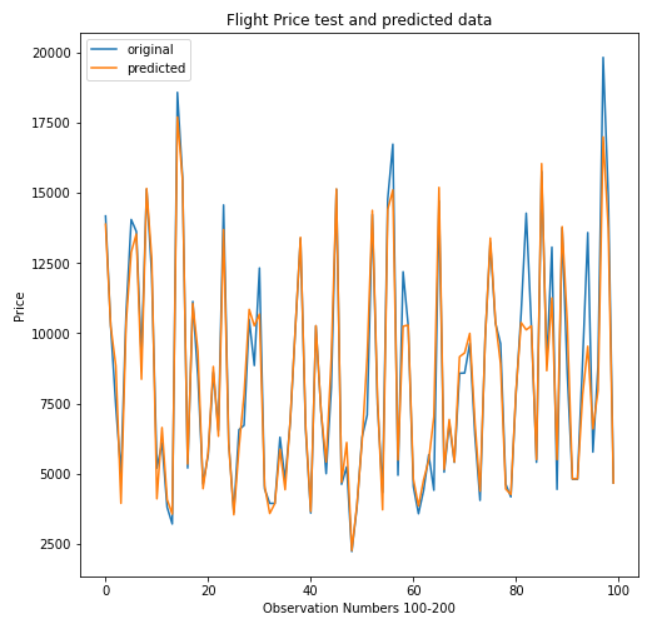 Flight Price test and predicted data
original
predicted
20000
17500
15000
12500
10000
7500
5000
2500
Price
0 20 40 60 80 100
Observation Numbers 100-200